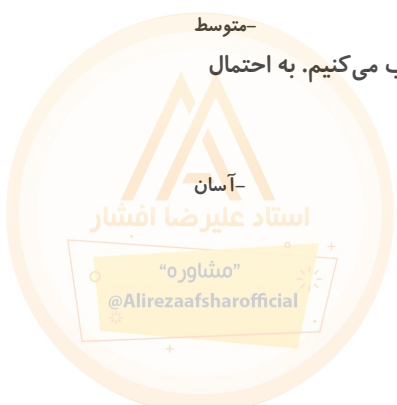 -متوسط
ب می‌کنیم. به احتمال
-آسان
استاد علیرضا افشار
“مشاوره”
@Alirezaafsharofficial